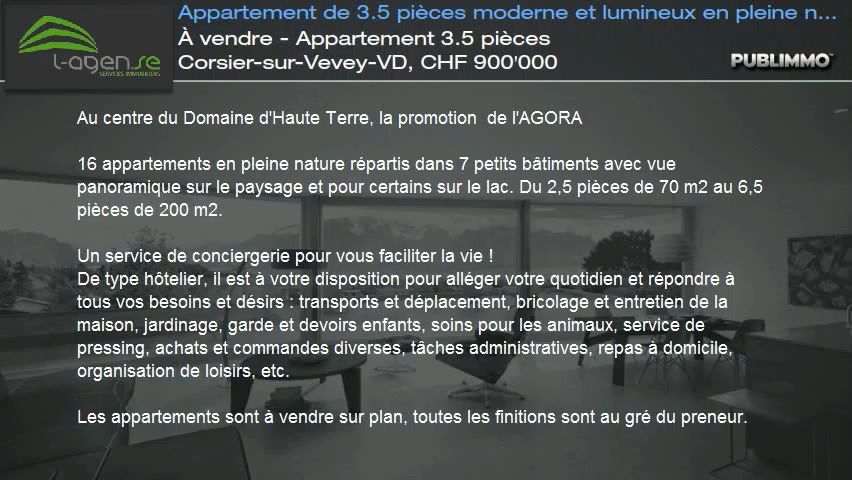 Appartement de 3.5 pièces moderne et lumineux en pleine n...
À vendre - Appartement 3.5 pièces
Corsier-sur-Vevey-VD, CHF 900'000
l-agen.se
SERVICES IMMOBILIERS
PUBLIMMO™
Au centre du Domaine d'Haute Terre, la promotion de l'AGORA
16 appartements en pleine nature répartis dans 7 petits bâtiments avec vue
panoramique sur le paysage et pour certains sur le lac. Du 2,5 pièces de 70 m2 au 6,5
pièces de 200 m2.
Un service de conciergerie pour vous faciliter la vie !
De type hôtelier, il est à votre disposition pour alléger votre quotidien et répondre à
tous vos besoins et désirs : transports et déplacement, bricolage et entretien de la
maison, jardinage, garde et devoirs enfants, soins pour les animaux, service de
pressing, achats et commandes diverses, tâches administratives, repas à domicile,
organisation de loisirs, etc.
Les appartements sont à vendre sur plan, toutes les finitions sont au gré du preneur.